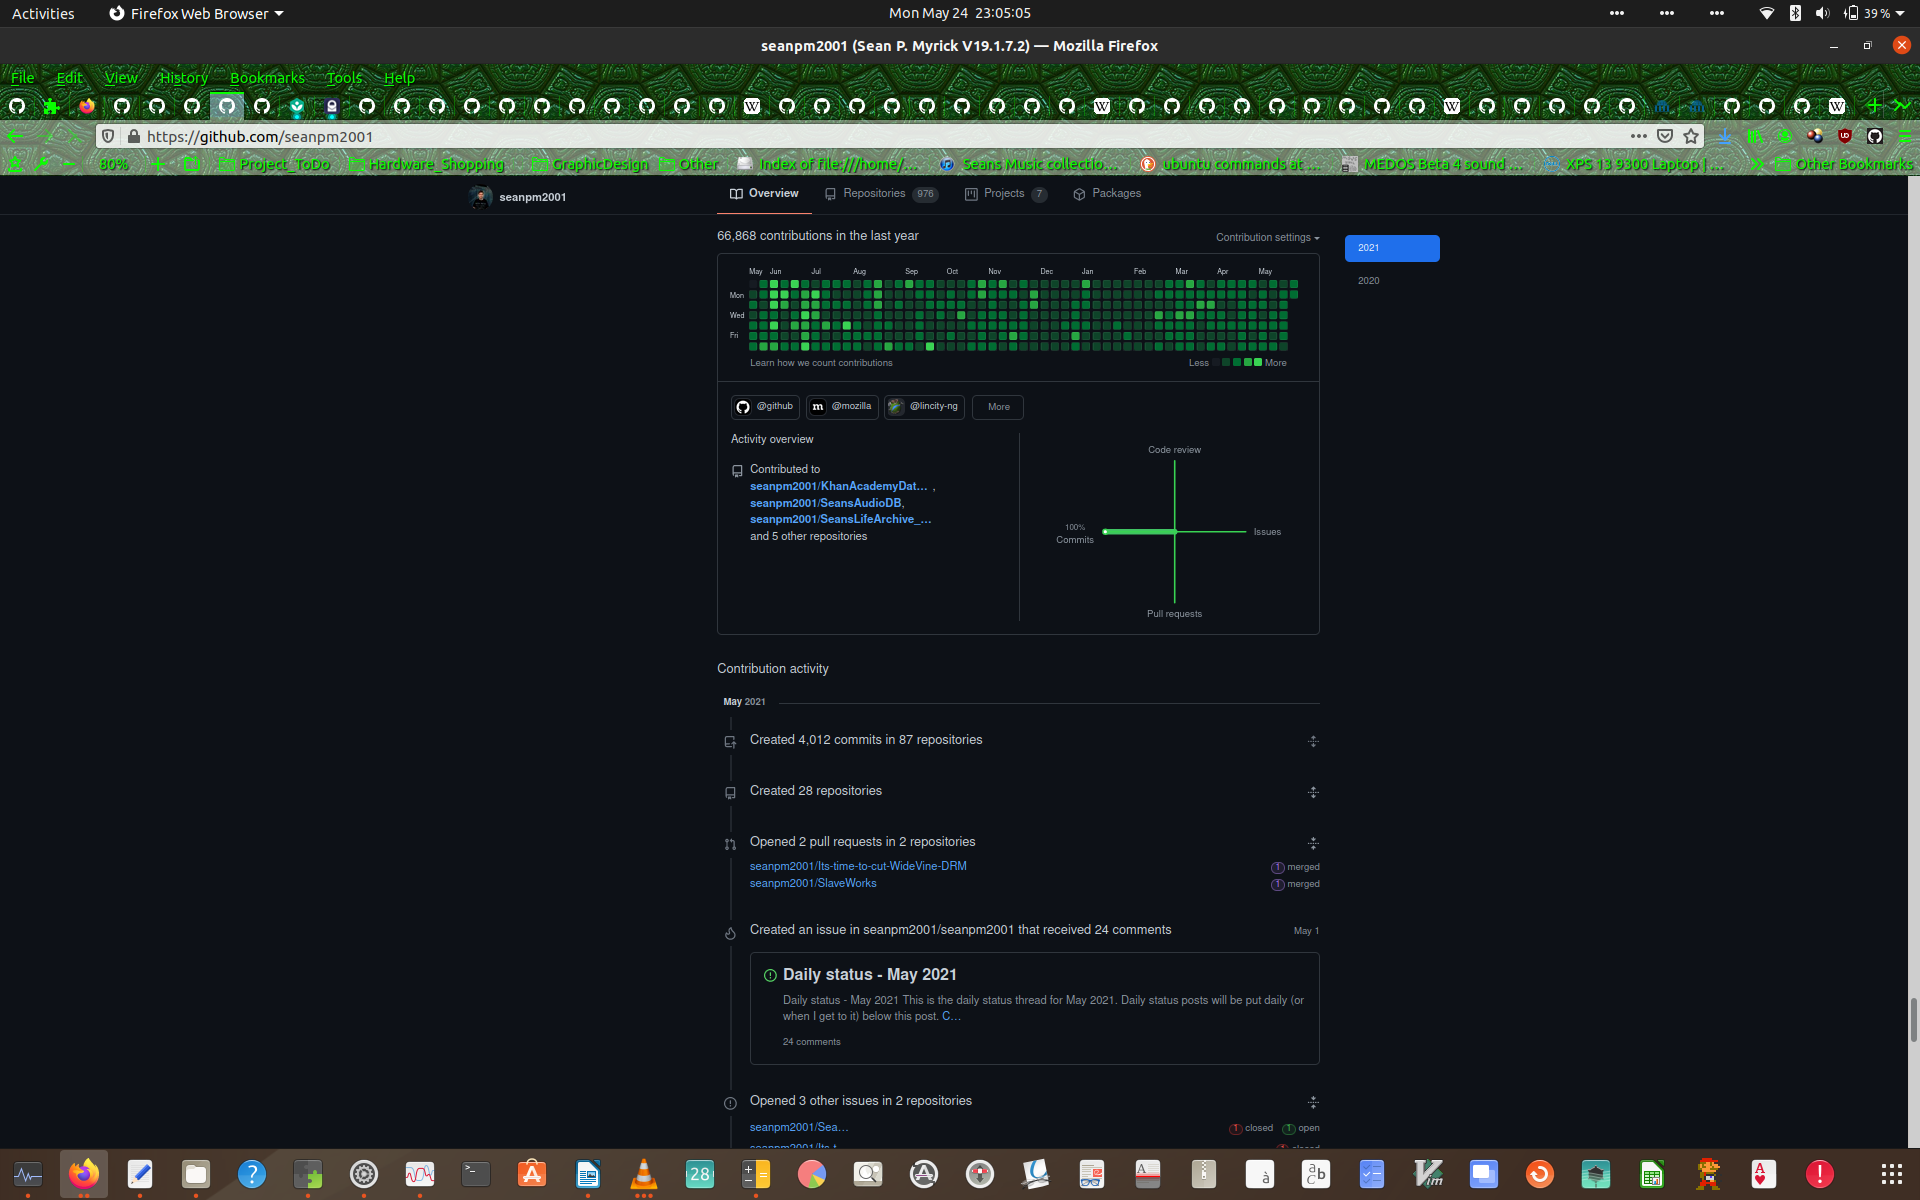 Activities
Firefox Web Browser
Mon May 24 23:05:05
39 %
seanpm2001 (Sean P. Myrick V19.1.7.2) — Mozilla Firefox
File Edit View History Bookmarks Tools Help
https://github.com/seanpm2001
80%
Project_ToDo
Hardware_Shopping
GraphicDesign
Other
Index of file:///home/...
Seans Music collectio...
ubuntu commands at ...
MEDOS Beta 4 sound ...
XPS 13 9300 Laptop | ...
Other Bookmarks
seanpm2001
Overview
Repositories 976
Projects 7
Packages
66,868 contributions in the last year
Contribution settings
2021
2020
May Jun Jul Aug Sep Oct Nov Dec Jan Feb Mar Apr May
Mon
Wed
Fri
Learn how we count contributions
Less More
@github
@mozilla
@lincity-ng
More
Activity overview
Contributed to
seanpm2001/KhanAcademyDat… ,
seanpm2001/SeansAudioDB,
seanpm2001/SeansLifeArchive_…
and 5 other repositories
Code review
100%
Commits
Issues
Pull requests
Contribution activity
May 2021
Created 4,012 commits in 87 repositories
Created 28 repositories
Opened 2 pull requests in 2 repositories
seanpm2001/Its-time-to-cut-WideVine-DRM
1 merged
seanpm2001/SlaveWorks
1 merged
Created an issue in seanpm2001/seanpm2001 that received 24 comments
May 1
Daily status - May 2021
Daily status - May 2021 This is the daily status thread for May 2021. Daily status posts will be put daily (or
when I get to it) below this post. C…
24 comments
Opened 3 other issues in 2 repositories
seanpm2001/Sea…
1 closed 1 open
28